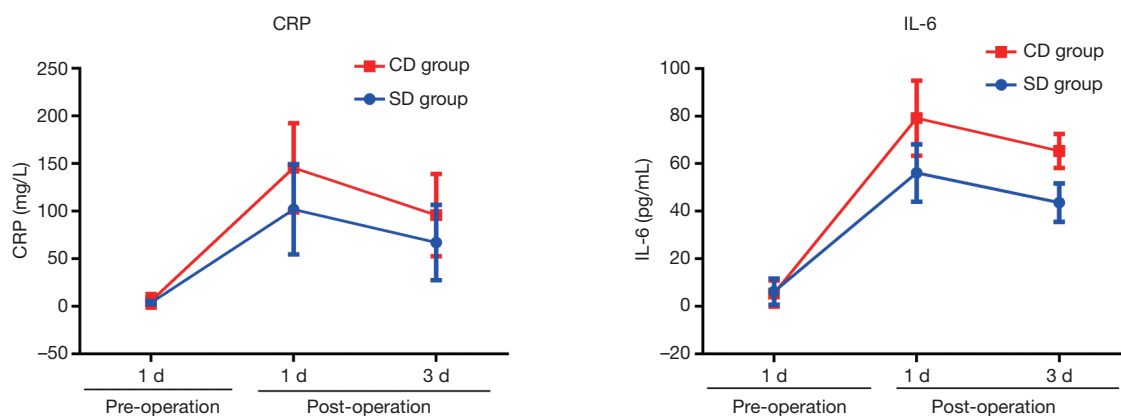 CRP
250
200
150
100
50
0
–50
CRP (mg/L)
CD group
SD group
1 d
1 d
3 d
Pre-operation
Post-operation
IL-6
100
80
60
40
20
0
–20
IL-6 (pg/mL)
CD group
SD group
1 d
1 d
3 d
Pre-operation
Post-operation